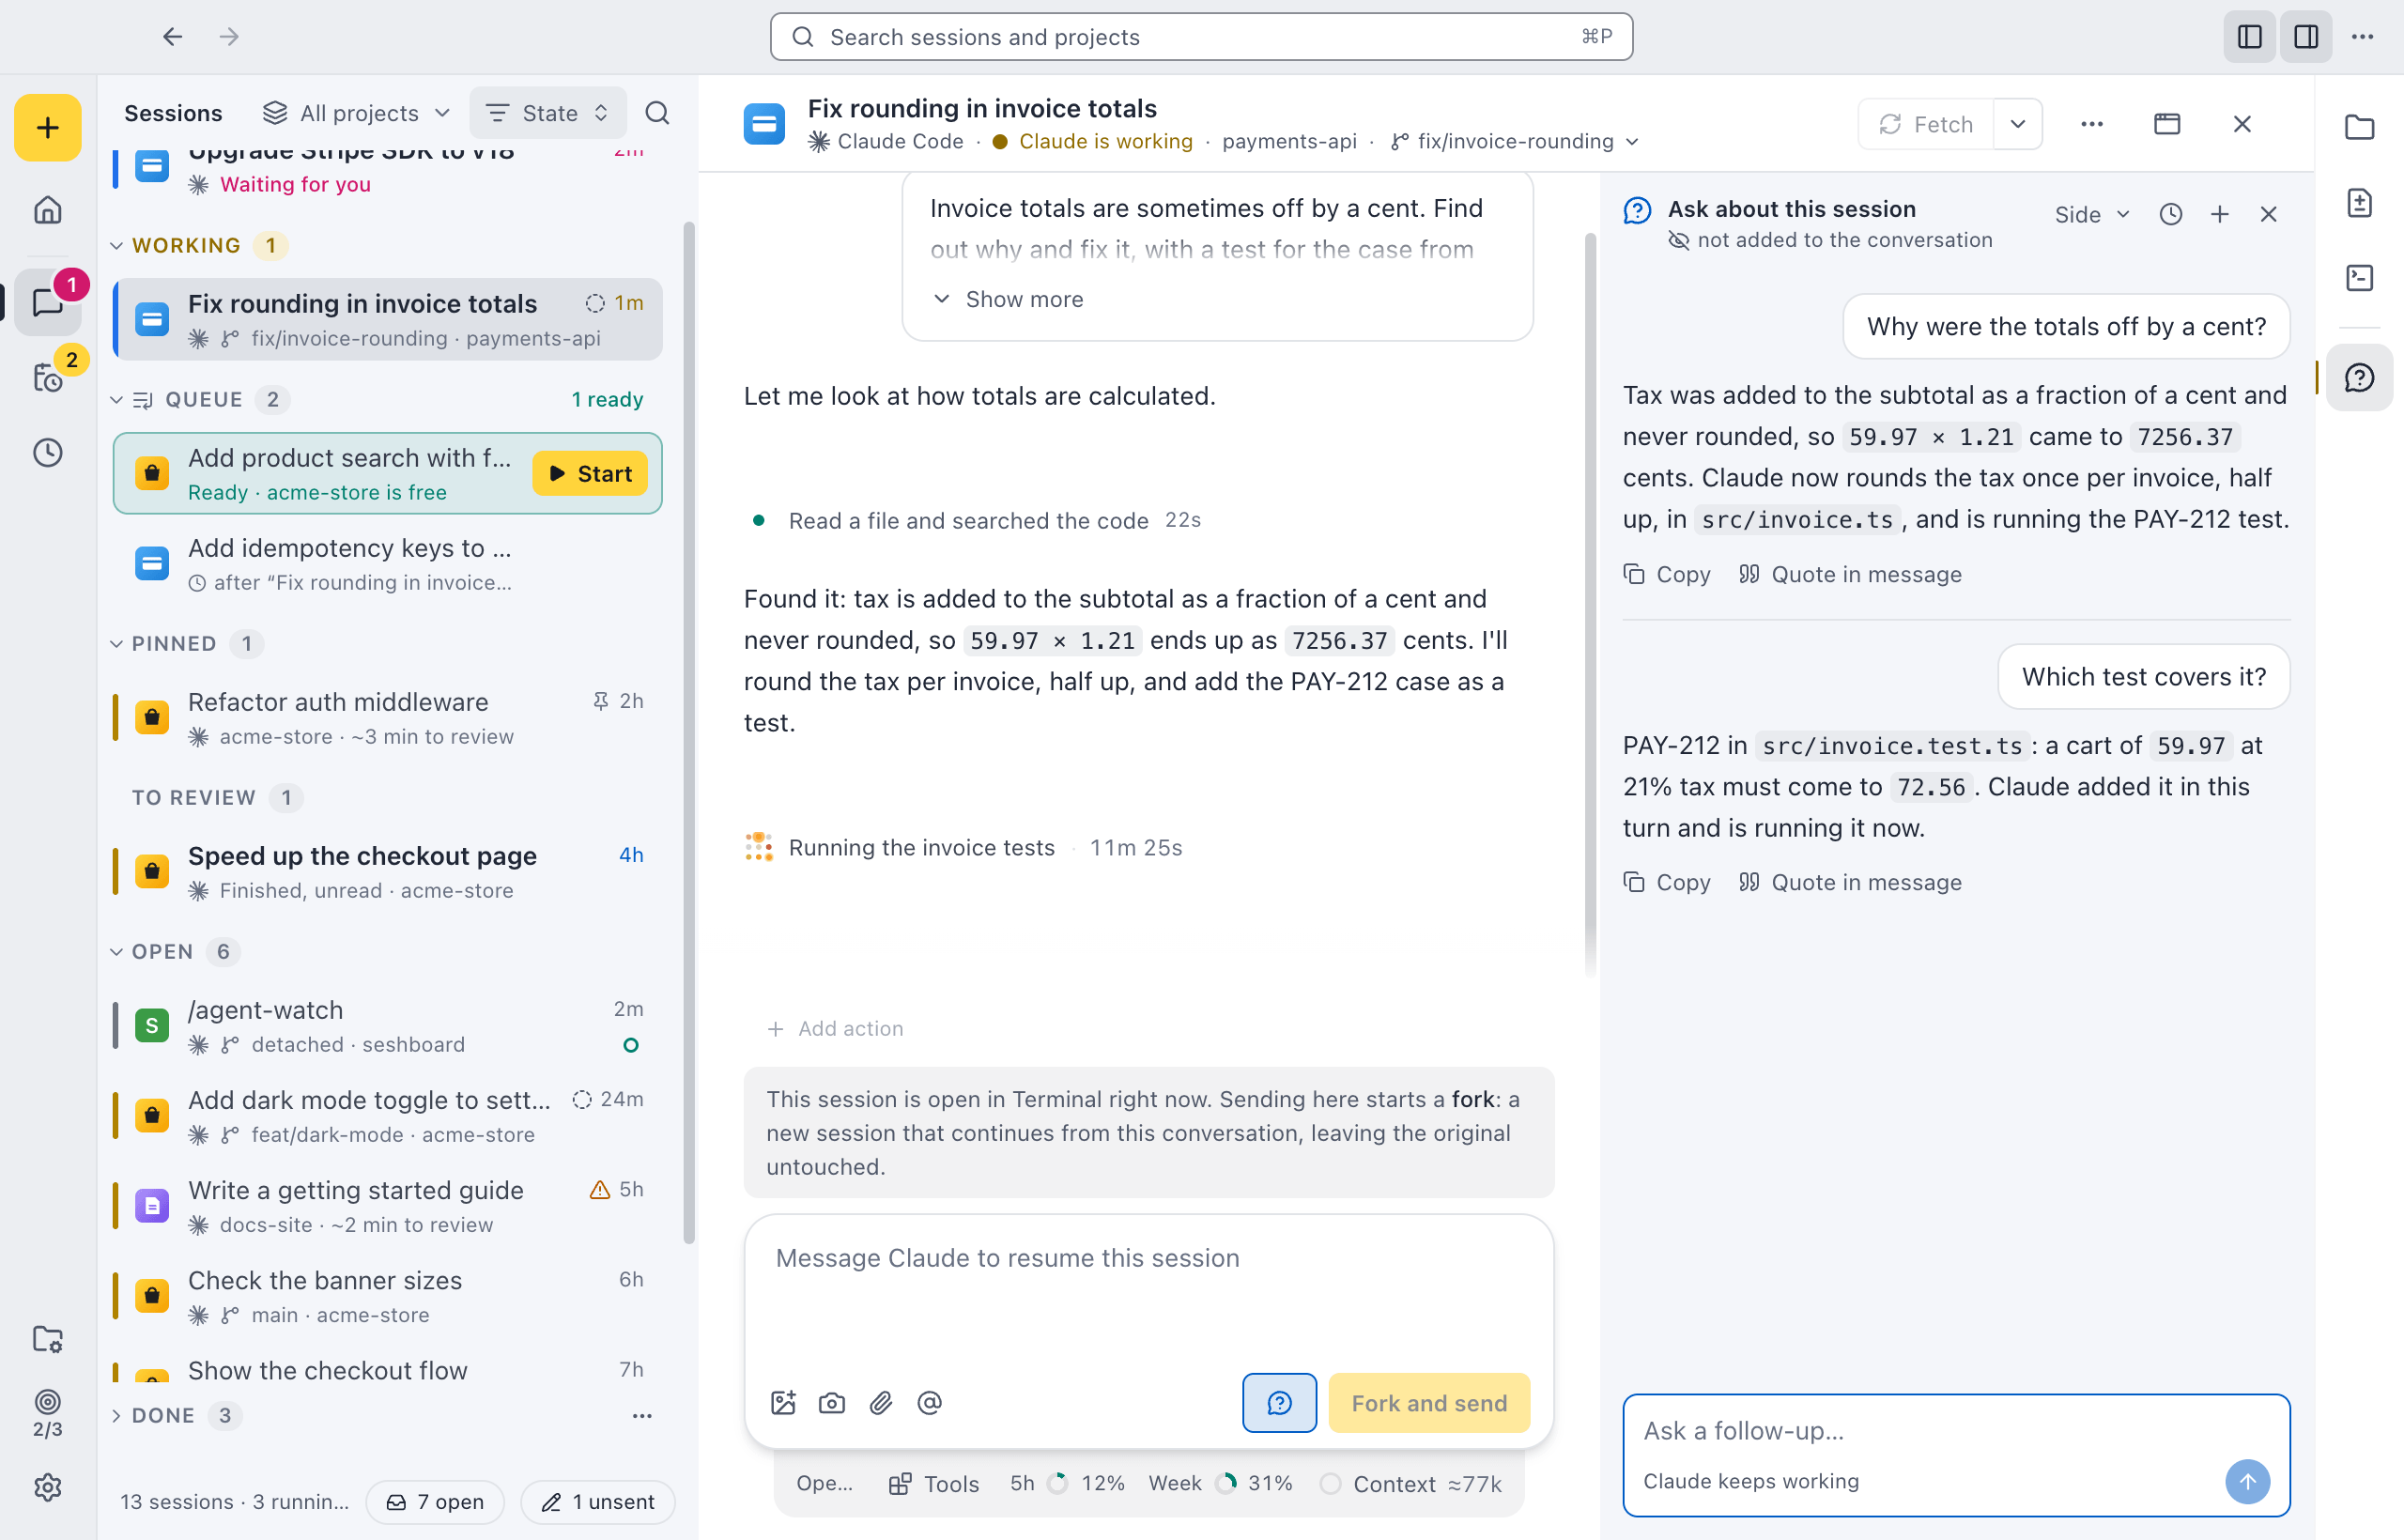 Search sessions and projects ⌘P
Sessions All projects State
Upgrade Stripe SDK to v18 2m
Waiting for you
WORKING 1
Fix rounding in invoice totals 1m
fix/invoice-rounding · payments-api
QUEUE 2 1 ready
Add product search with f...
Ready · acme-store is free
Start
Add idempotency keys to ...
after “Fix rounding in invoice...
PINNED 1
Refactor auth middleware 2h
acme-store · ~3 min to review
TO REVIEW 1
Speed up the checkout page 4h
Finished, unread · acme-store
OPEN 6
S
/agent-watch 2m
detached · seshboard
Add dark mode toggle to sett... 24m
feat/dark-mode · acme-store
Write a getting started guide 5h
docs-site · ~2 min to review
Check the banner sizes 6h
main · acme-store
Show the checkout flow 7h
DONE 3
13 sessions · 3 runnin... 7 open 1 unsent
1
2
2/3
Fix rounding in invoice totals
Claude Code · Claude is working · payments-api · fix/invoice-rounding
Fetch
Invoice totals are sometimes off by a cent. Find
out why and fix it, with a test for the case from
Show more
Let me look at how totals are calculated.
Read a file and searched the code 22s
Found it: tax is added to the subtotal as a fraction of a cent and
never rounded, so 59.97 × 1.21 ends up as 7256.37 cents. I'll
round the tax per invoice, half up, and add the PAY-212 case as a
test.
Running the invoice tests · 11m 25s
Add action
This session is open in Terminal right now. Sending here starts a fork: a
new session that continues from this conversation, leaving the original
untouched.
Message Claude to resume this session
Fork and send
Ope... Tools 5h 12% Week 31% Context ≈77k
Ask about this session
not added to the conversation
Side
Why were the totals off by a cent?
Tax was added to the subtotal as a fraction of a cent and
never rounded, so 59.97 × 1.21 came to 7256.37
cents. Claude now rounds the tax once per invoice, half
up, in src/invoice.ts, and is running the PAY-212 test.
Copy Quote in message
Which test covers it?
PAY-212 in src/invoice.test.ts: a cart of 59.97 at
21% tax must come to 72.56. Claude added it in this
turn and is running it now.
Copy Quote in message
Ask a follow-up...
Claude keeps working